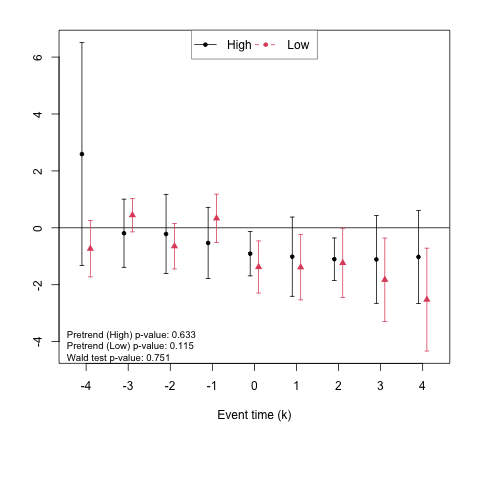 High Low
6
4
2
0
-2
-4
Pretrend (High) p-value: 0.633
Pretrend (Low) p-value: 0.115
Wald test p-value: 0.751
-4 -3 -2 -1 0 1 2 3 4
Event time (k)